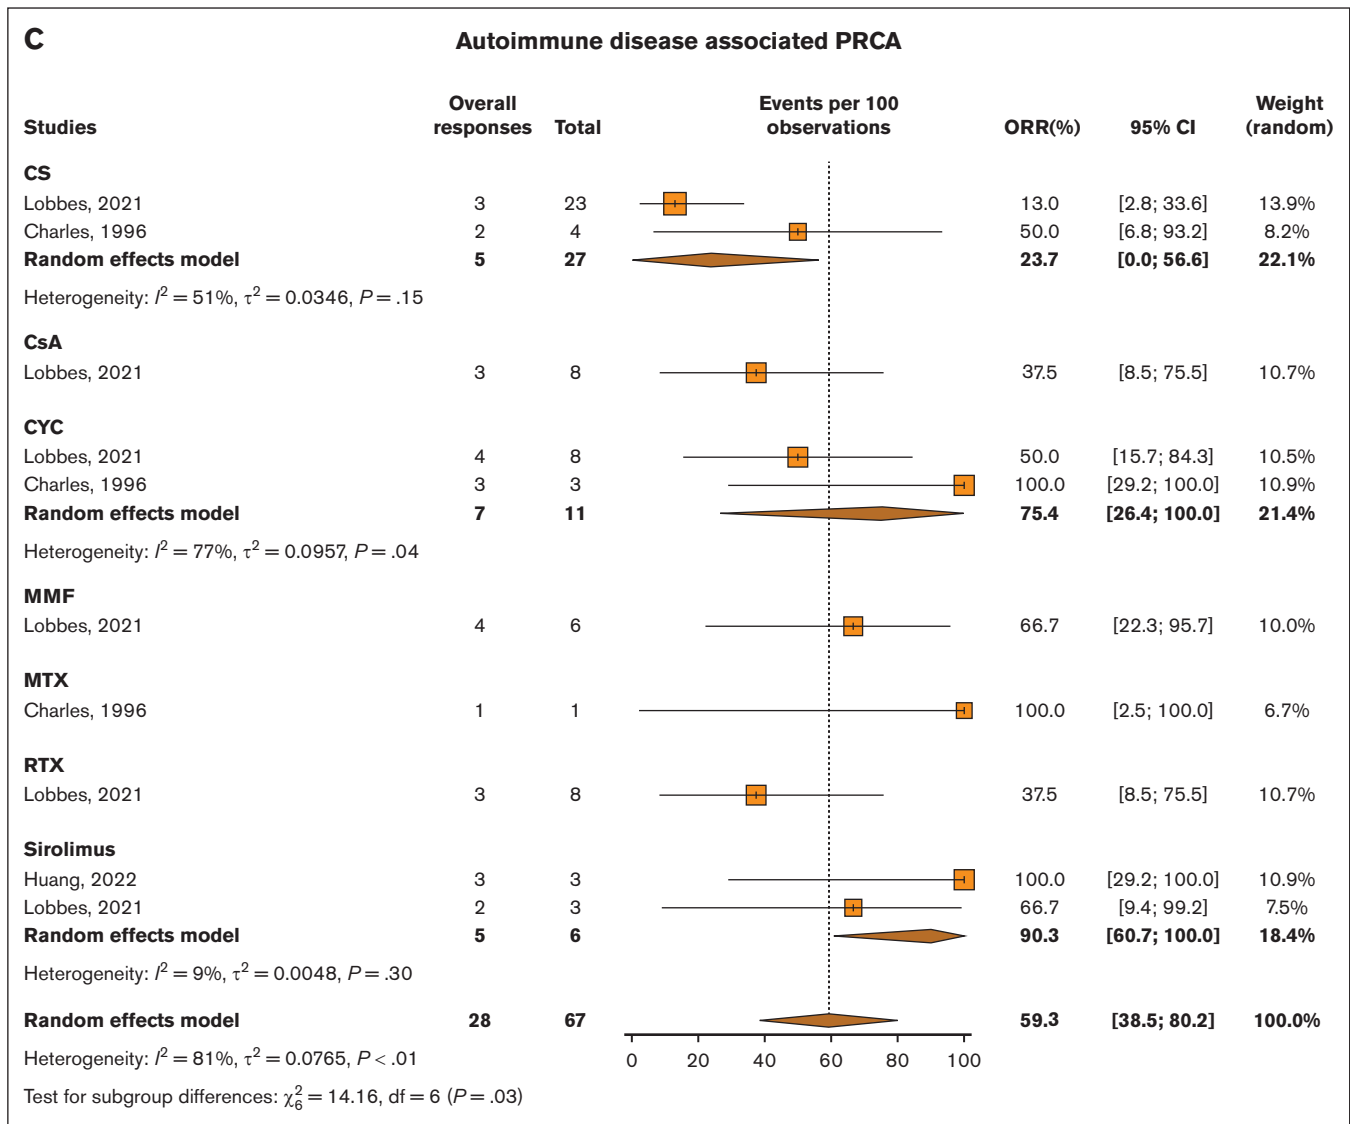 C
Autoimmune disease associated PRCA
Studies Overall responses Total Events per 100 observations ORR(%) 95% CI Weight (random)
CS
Lobbes, 2021 3 23 13.0 [2.8; 33.6] 13.9%
Charles, 1996 2 4 50.0 [6.8; 93.2] 8.2%
Random effects model 5 27 23.7 [0.0; 56.6] 22.1%
Heterogeneity: I² = 51%, τ² = 0.0346, P = .15
CsA
Lobbes, 2021 3 8 37.5 [8.5; 75.5] 10.7%
CYC
Lobbes, 2021 4 8 50.0 [15.7; 84.3] 10.5%
Charles, 1996 3 3 100.0 [29.2; 100.0] 10.9%
Random effects model 7 11 75.4 [26.4; 100.0] 21.4%
Heterogeneity: I² = 77%, τ² = 0.0957, P = .04
MMF
Lobbes, 2021 4 6 66.7 [22.3; 95.7] 10.0%
MTX
Charles, 1996 1 1 100.0 [2.5; 100.0] 6.7%
RTX
Lobbes, 2021 3 8 37.5 [8.5; 75.5] 10.7%
Sirolimus
Huang, 2022 3 3 100.0 [29.2; 100.0] 10.9%
Lobbes, 2021 2 3 66.7 [9.4; 99.2] 7.5%
Random effects model 5 6 90.3 [60.7; 100.0] 18.4%
Heterogeneity: I² = 9%, τ² = 0.0048, P = .30
Random effects model 28 67 59.3 [38.5; 80.2] 100.0%
Heterogeneity: I² = 81%, τ² = 0.0765, P < .01
0 20 40 60 80 100
Test for subgroup differences: χ²₆ = 14.16, df = 6 (P = .03)